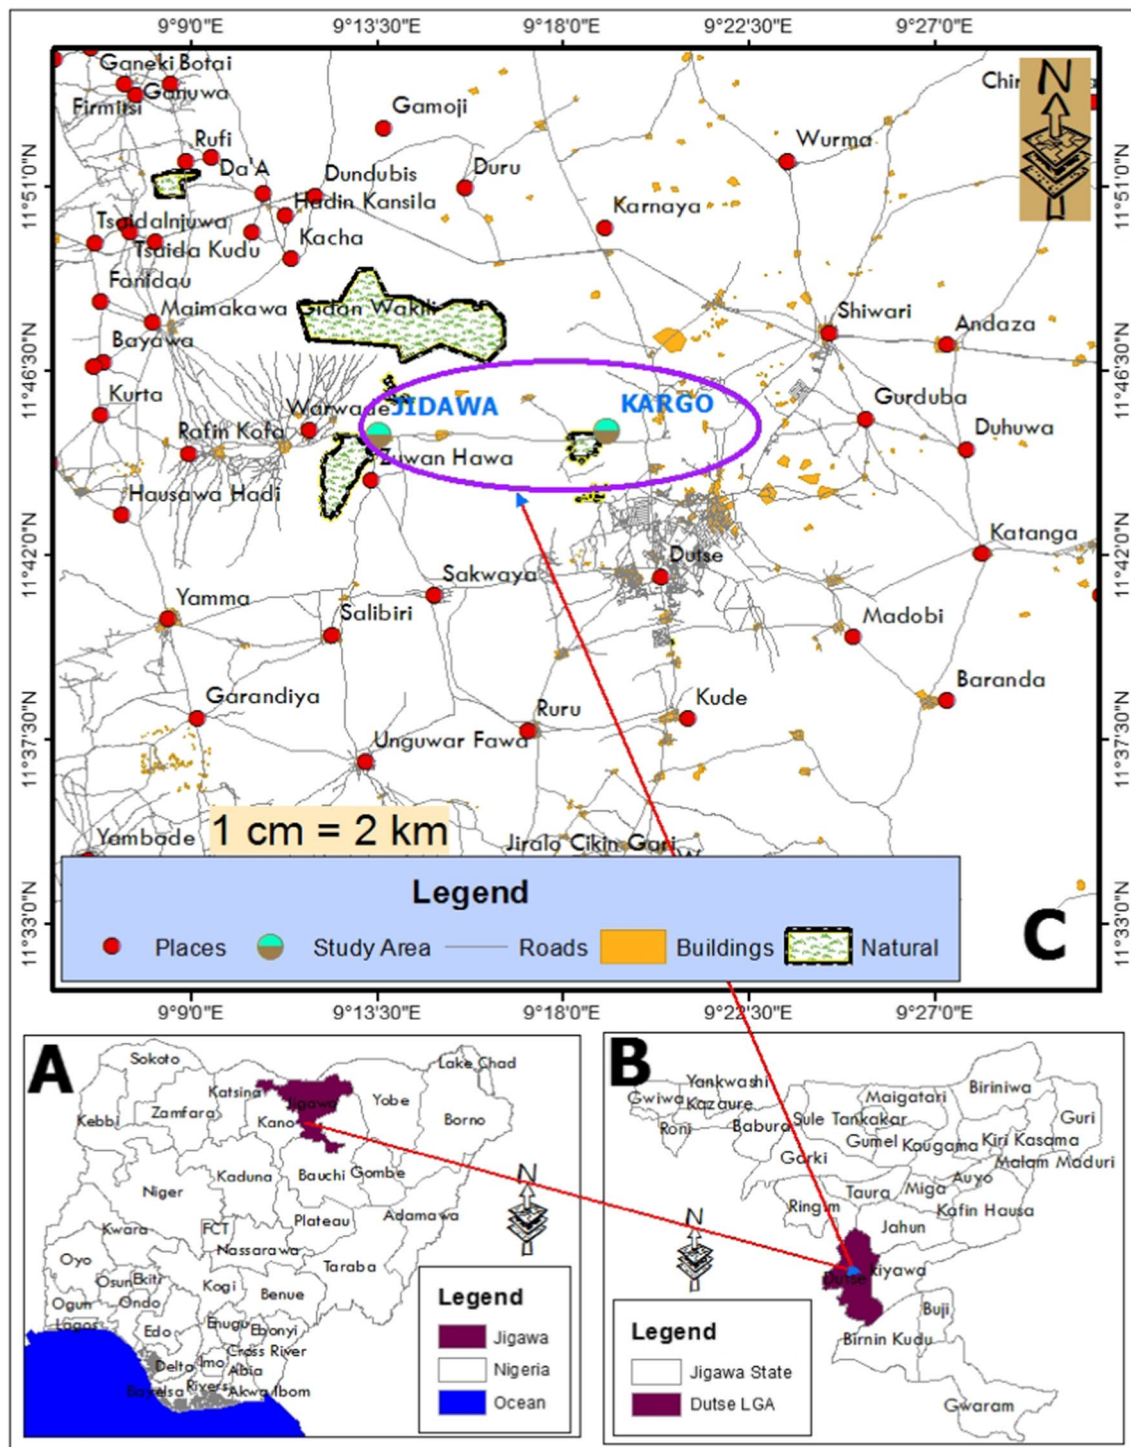 9°9'0"E 9°13'30"E 9°18'0"E 9°22'30"E 9°27'0"E
Ganeki Botai
Ganuwa
Firmitsi
Gamoji
N
Rufi
Wurma
Da'A
Dundubis
Duru
11°51'0"N
11°51'0"N
Hadin Kansila
Karnaya
Tsaidalnjuwa
Kacha
Tsaida Kudu
Fanidau
Maimakawa
Gidan Wakili
Shiwari
Andaza
Bayawa
11°46'30"N
11°46'30"N
Kurta
Warwade
JIDAWA
KARGO
Gurduba
Rafin Kofa
Duhuwa
Zuwan Hawa
Hausawa Hadi
Katanga
11°42'0"N
11°42'0"N
Dutse
Sakwaya
Yamma
Salibiri
Madobi
Garandiya
Baranda
Kude
Ruru
11°37'30"N
11°37'30"N
Unguwar Fawa
1 cm = 2 km
Yambade
Jiralo Cikin Gari
Legend
Places Study Area Roads Buildings Natural
C
11°33'0"N
11°33'0"N
9°9'0"E 9°13'30"E 9°18'0"E 9°22'30"E 9°27'0"E
A
Sokoto
Lake Chad
Katsina
Jigawa
Yobe
Zamfara
Kebbi
Kano
Borno
Kaduna
Bauchi
Gombe
Niger
N
Plateau
Adamawa
Kwara
FCT
Nassarawa
Oyo
Taraba
Osun
Ekiti
Kogi
Benue
Ogun
Ondo
Lagos
Edo
Enugu
Ebonyi
Cross River
Delta
Imo
Abia
Bayelsa
Rivers
Akwa Ibom
Legend
Jigawa
Nigeria
Ocean
B
Yankwashi
Gwiwa
Kazaure
Maigatari
Biriniwa
Roni
Babura
Sule Tankakar
Guri
Gumel
Kaugama
Kiri Kasama
Garki
Malam Maduri
Auyo
Taura
Miga
Ringim
Kafin Hausa
N
Jahun
Dutse
kiyawa
Buji
Birnin Kudu
Gwaram
Legend
Jigawa State
Dutse LGA